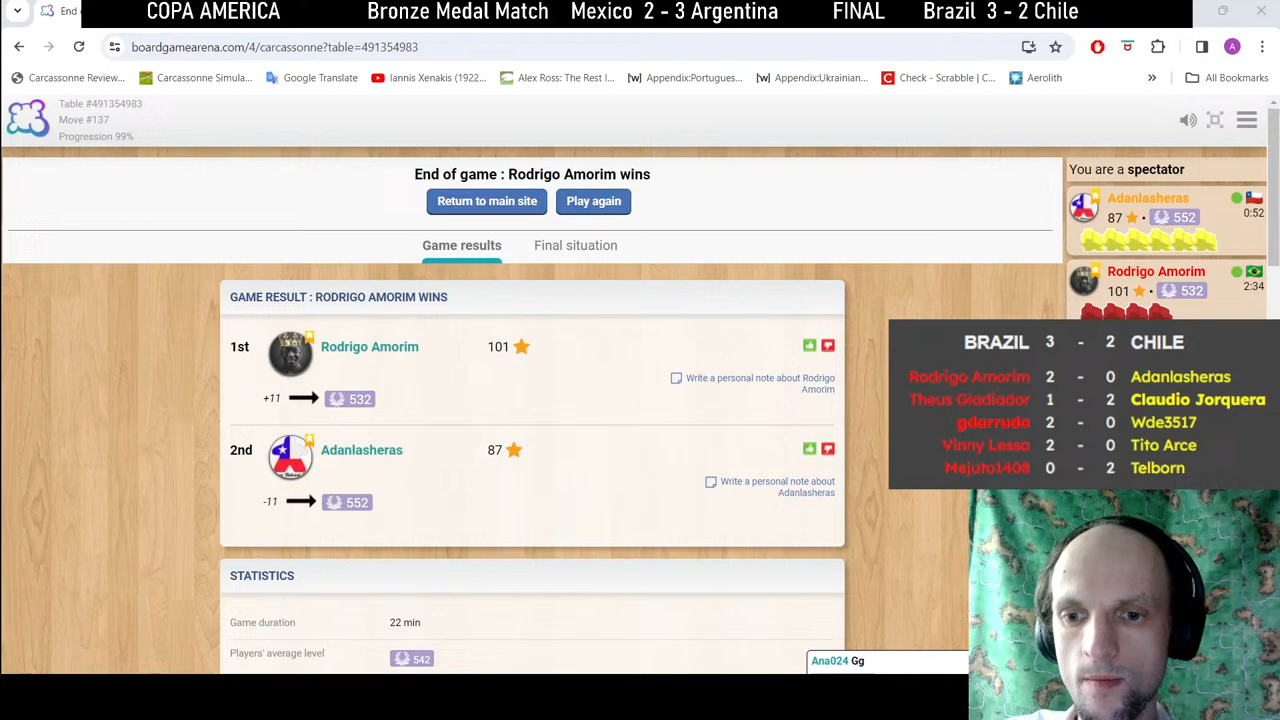 COPA AMERICA Bronze Medal Match Mexico 2 - 3 Argentina FINAL Brazil 3 - 2 Chile
End
boardgamearena.com/4/carcassonne?table=491354983
A
Carcassonne Review... Carcassonne Simula... Google Translate Iannis Xenakis (1922... Alex Ross: The Rest I... [w] Appendix:Portugues... [w] Appendix:Ukrainian... Check - Scrabble | C... Aerolith » All Bookmarks
Table #491354983
Move #137
Progression 99%
End of game : Rodrigo Amorim wins
Return to main site Play again
Game results Final situation
You are a spectator
Adanlasheras
87 • 552 0:52
Rodrigo Amorim
101 • 532 2:34
GAME RESULT : RODRIGO AMORIM WINS
1st Rodrigo Amorim 101
Write a personal note about Rodrigo
Amorim
+11 532
2nd Adanlasheras 87
Write a personal note about
Adanlasheras
-11 552
STATISTICS
Game duration 22 min
Players' average level 542
BRAZIL 3 - 2 CHILE
Rodrigo Amorim 2 - 0 Adanlasheras
Theus Gladiador 1 - 2 Claudio Jorquera
gdarruda 2 - 0 Wde3517
Vinny Lessa 2 - 0 Tito Arce
Mejuto1408 0 - 2 Telborn
Ana024 Gg